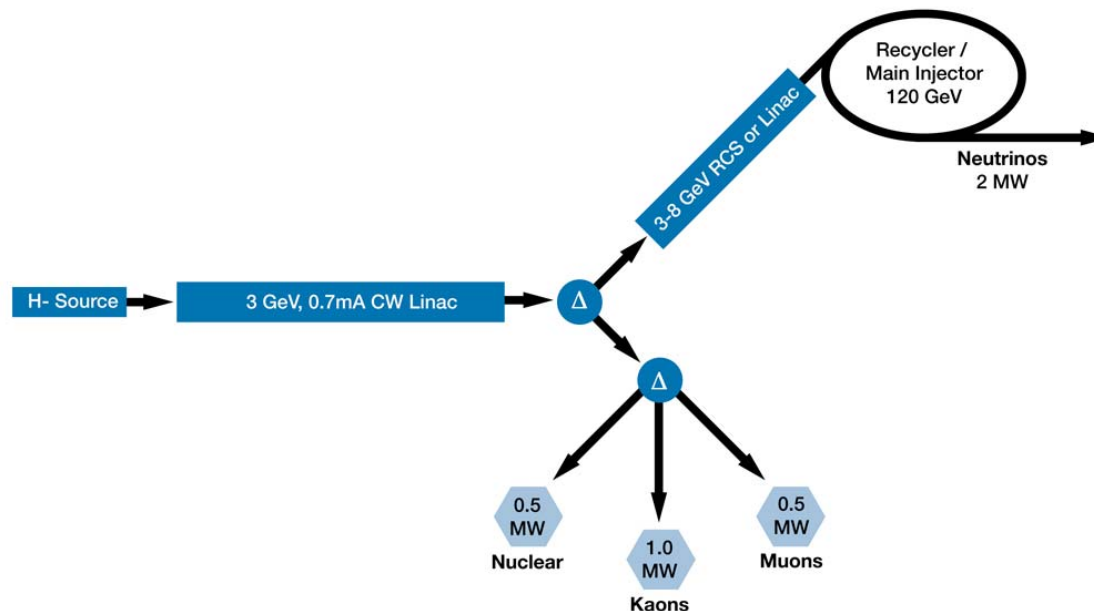 Recycler /
Main Injector
120 GeV
Neutrinos
2 MW
3-8 GeV RCS or Linac
H- Source
3 GeV, 0.7mA CW Linac
Δ
Δ
0.5
MW
Nuclear
1.0
MW
Kaons
0.5
MW
Muons